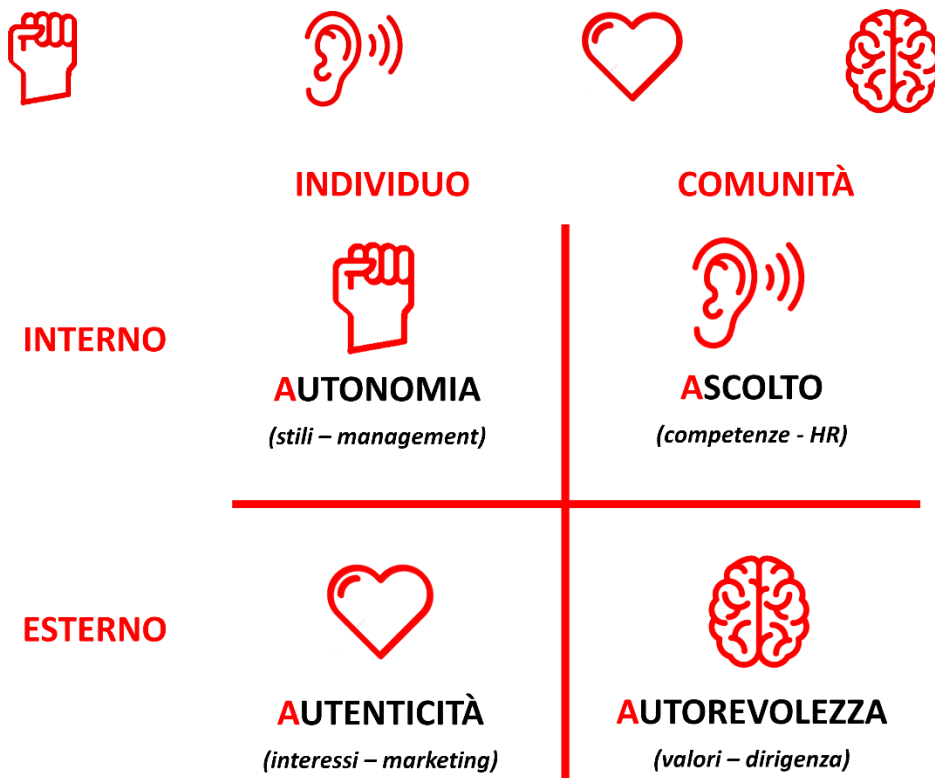 INDIVIDUO
COMUNITÀ
INTERNO
AUTONOMIA
(stili – management)
ASCOLTO
(competenze - HR)
ESTERNO
AUTENTICITÀ
(interessi – marketing)
AUTOREVOLEZZA
(valori – dirigenza)